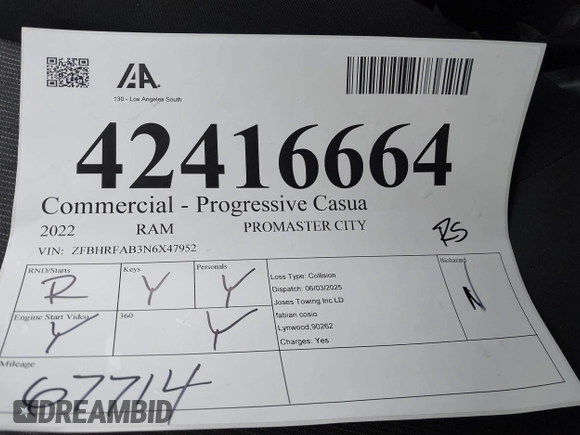 IAA.
130 - Los Angeles South
42416664
Commercial - Progressive Casua
2022 RAM PROMASTER CITY
VIN: ZFBHRFAB3N6X47952
RS
RND/Starts Keys Personals
R Y Y
Loss Type: Collision
Dispatch: 06/03/2025
Joses Towing Inc LD
fabian cosio
Lynwood,90262
Charges: Yes
Biohazard
N
Engine Start Video 360
Y Y
Mileage
67714
DREAMBID